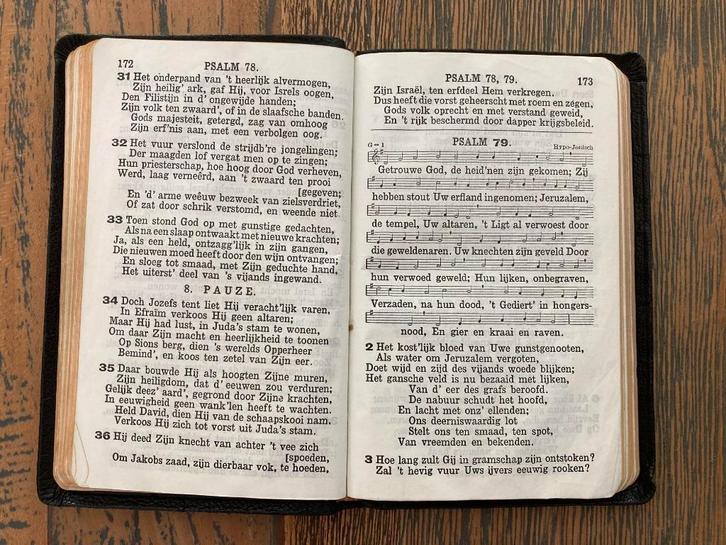 172
PSALM 78.
31 Het onderpand van 't heerlijk alvermogen,
Zijn heilig' ark, gaf Hij, voor Isrels oogen,
Den Filistijn in d' ongewijde handen;
Zijn volk ten zwaard', of in de slaafsche banden.
Gods majesteit, getergd, zag van omhoog
Zijn erf'nis aan, met een verbolgen oog.
32 Het vuur verslond de strijdb're jongelingen;
Der maagden lof vergat men op te zingen;
Hun priesterschap, hoe hoog door God verheven,
Werd, laag verneêrd, aan 't zwaard ten prooi
[gegeven;
En 'd' arme weêuw bezweek van zielsverdriet,
Of zat door schrik verstomd, en weende niet.
33 Toen stond God op met gunstige gedachten,
Als na een slaap ontwaakt met nieuwe krachten;
Ja, als een held, ontzagg'lijk in zijn gangen,
Die nieuwen moed heeft door den wijn ontvangen;
En sloeg tot smaad, met Zijn geduchte hand,
Het uiterst' deel van 's vijands ingewand.
8. PAUZE.
34 Doch Jozefs tent liet Hij veracht'lijk varen,
In Efraïm verkoos Hij geen altaren;
Maar Hij had lust, in Juda's stam te wonen,
Om daar Zijn macht en heerlijkheid te toonen
Op Sions berg, dien 's werelds Opperheer
Bemind', en koos ten zetel van Zijn eer.
35 Daar bouwde Hij als hoogten Zijne muren,
Zijn heiligdom, dat d' eeuwen zou verduren;
Gelijk deez' aard', gegrond door Zijne krachten,
In eeuwigheid geen wank'len heeft te wachten.
Held David, dien Hij van de schaapskooi nam,
Verkoos Hij zich tot vorst uit Juda's stam.
36 Hij deed Zijn knecht van achter 't vee zich
[spoeden,
Om Jakobs zaad, zijn dierbaar vok, te hoeden,
PSALM 78, 79.
173
Zijn Israël, ten erfdeel Hem verkregen.
Dus heeft die vorst geheerscht met roem en zégen,
Gods volk oprecht en met verstand geweid,
En 't rijk beschermd door dapper krijgsbeleid.
PSALM 79.
G = 1
Hypo-Jonisch
Getrouwe God, de heid'nen zijn gekomen; Zij
hebben stout Uw erfland ingenomen; Jeruzalem,
de tempel, Uw altaren, 't Ligt al verwoest door
die geweldenaren. Uw knechten zijn geveld Door
hun verwoed geweld; Hun lijken, onbegraven,
Verzaden, na hun dood, 't Gediert' in hongers-
nood, En gier en kraai en raven.
2 Het kost'lijk bloed van Uwe gunstgenooten,
Als water om Jeruzalem vergoten,
Doet wijd en zijd des vijands woede blijken;
Het gansche veld is nu bezaaid met lijken,
Van d' eer des grafs beroofd.
De nabuur schudt het hoofd,
En lacht met onz' ellenden;
Ons deerniswaardig lot
Stelt ons ten smaad, ten spot,
Van vreemden en bekenden.
3 Hoe lang zult Gij in gramschap zijn ontstoken?
Zal 't hevig vuur Uws ijvers eeuwig rooken?